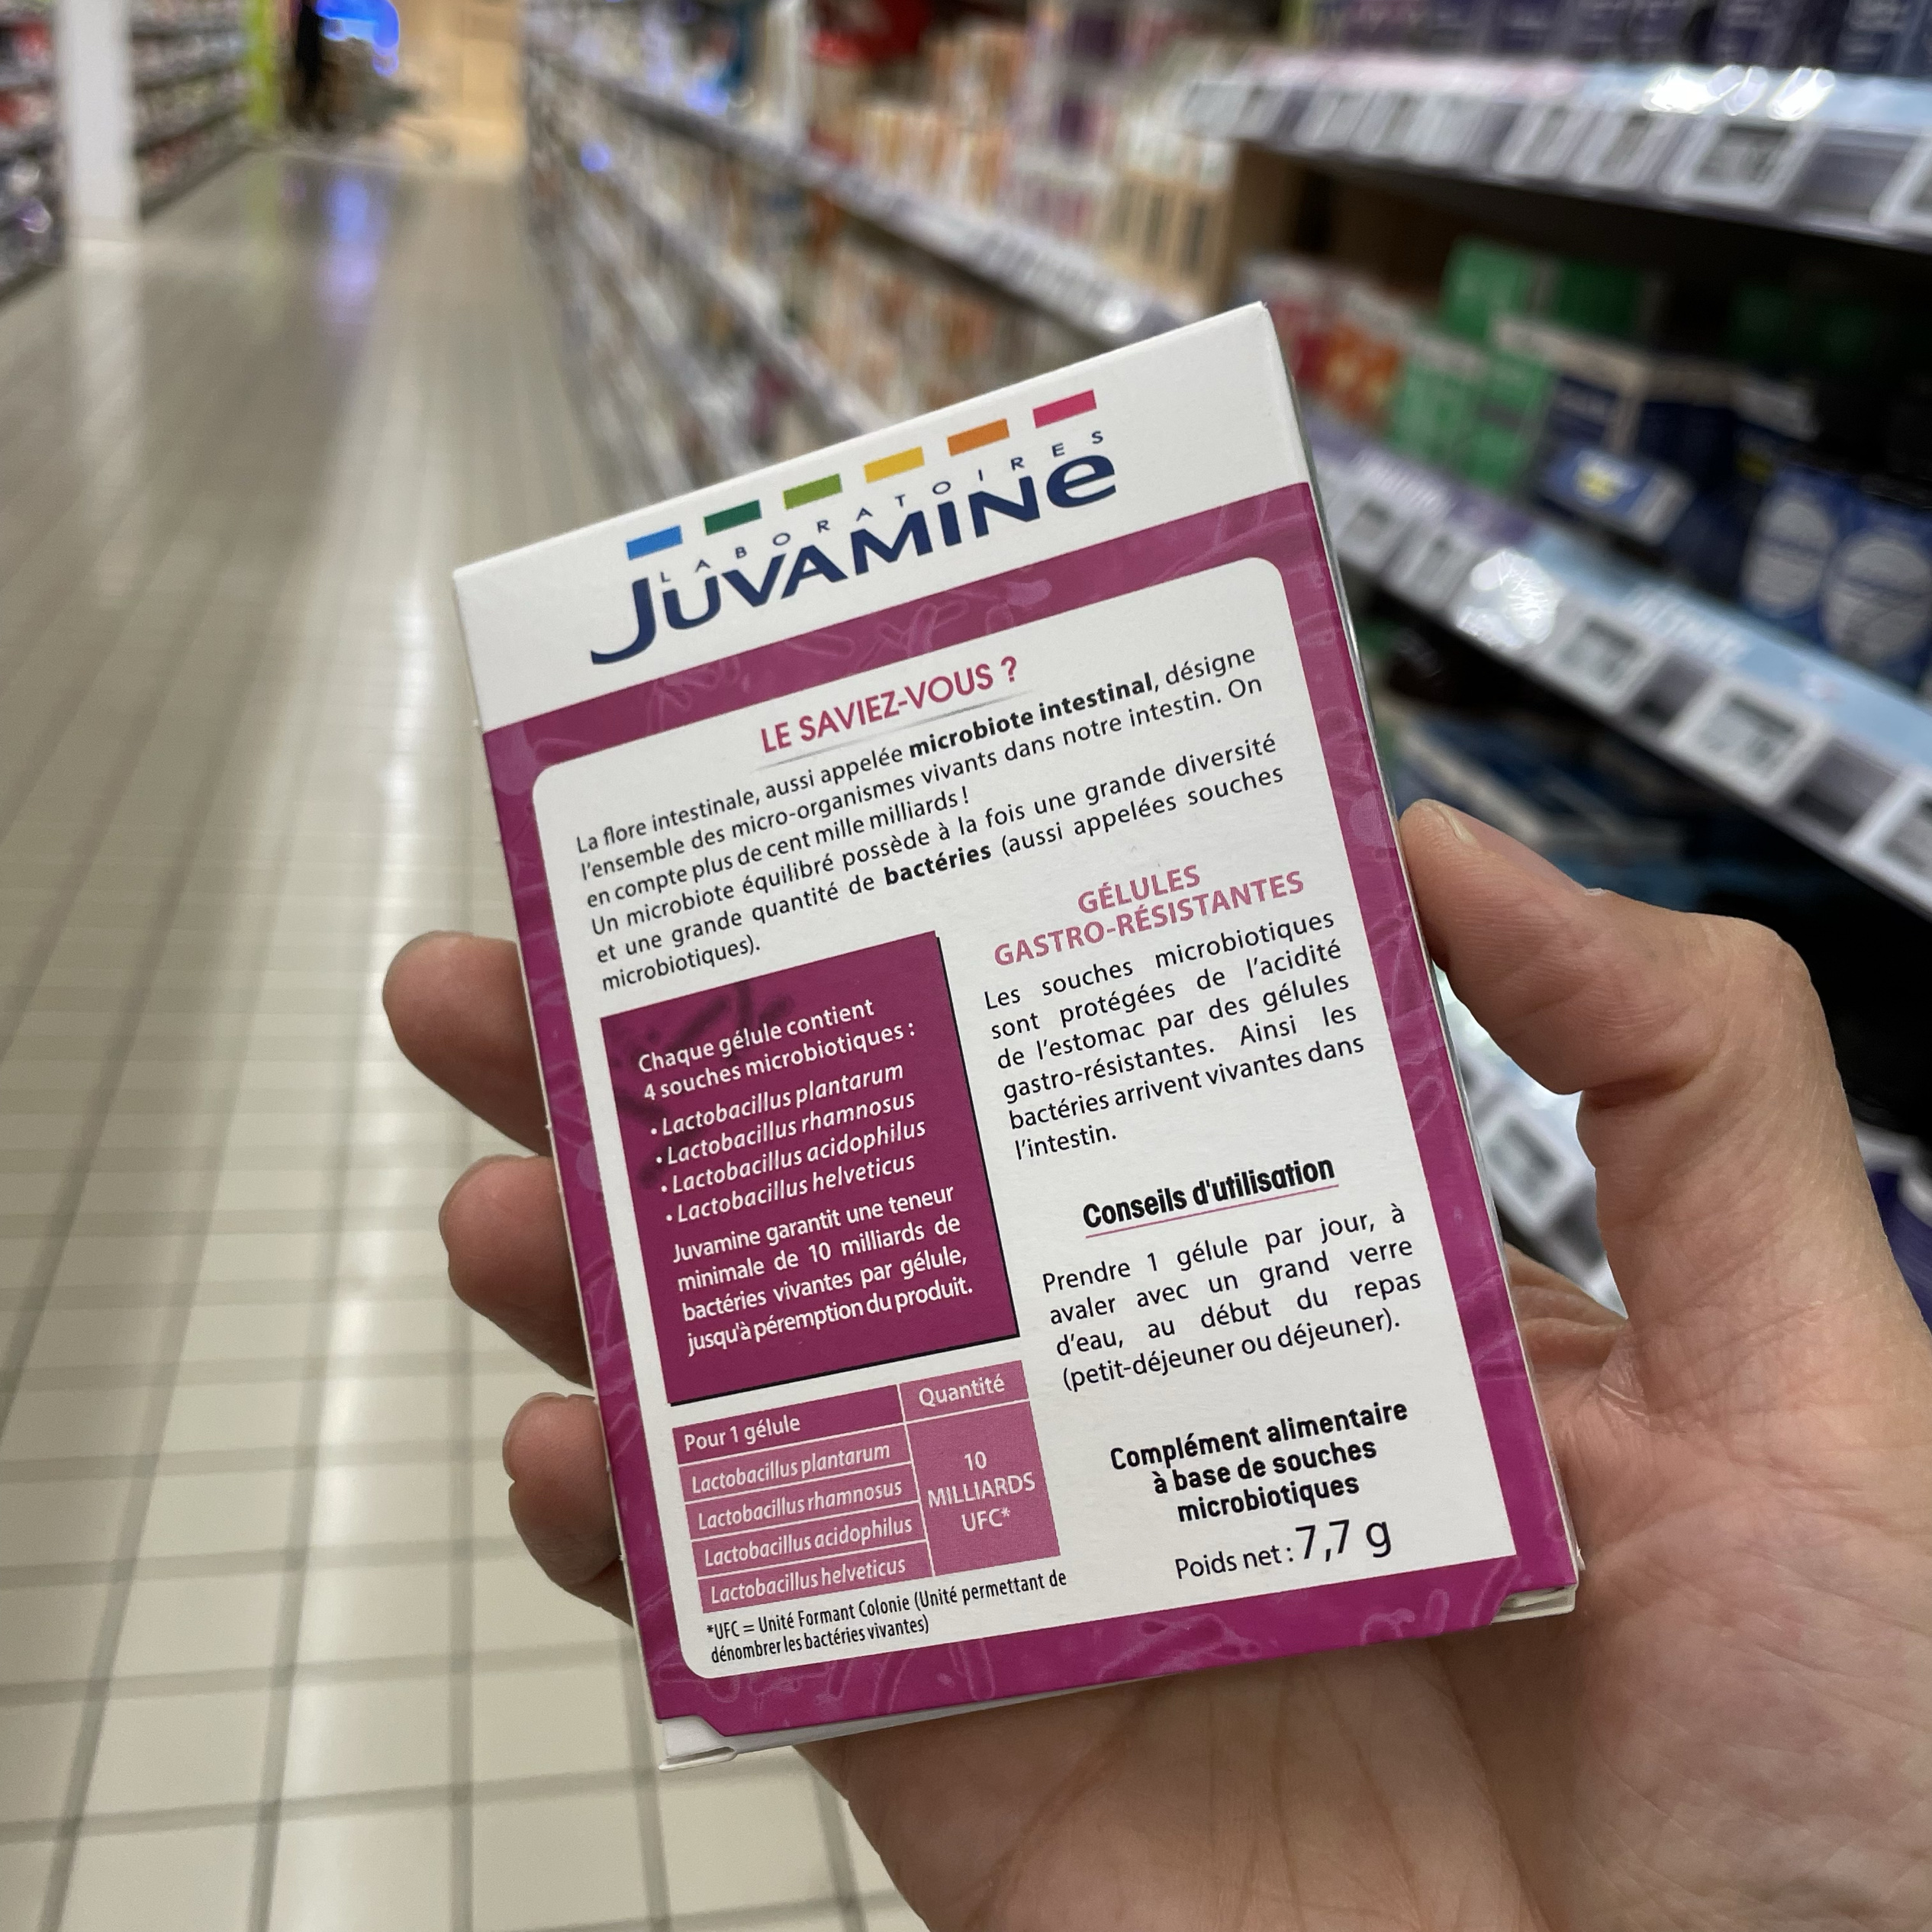 LABORATOIRES
JUVAMINE
LE SAVIEZ-VOUS ?
La flore intestinale, aussi appelée microbiote intestinal, désigne
l'ensemble des micro-organismes vivants dans notre intestin. On
en compte plus de cent mille milliards !
Un microbiote équilibré possède à la fois une grande diversité
et une grande quantité de bactéries (aussi appelées souches
microbiotiques).
Chaque gélule contient
4 souches microbiotiques :
• Lactobacillus plantarum
• Lactobacillus rhamnosus
• Lactobacillus acidophilus
• Lactobacillus helveticus
Juvamine garantit une teneur
minimale de 10 milliards de
bactéries vivantes par gélule,
jusqu'à péremption du produit.
Pour 1 gélule
Quantité
Lactobacillus plantarum
Lactobacillus rhamnosus
Lactobacillus acidophilus
Lactobacillus helveticus
10
MILLIARDS
UFC*
*UFC = Unité Formant Colonie (Unité permettant de
dénombrer les bactéries vivantes)
GÉLULES
GASTRO-RÉSISTANTES
Les souches microbiotiques
sont protégées de l'acidité
de l'estomac par des gélules
gastro-résistantes. Ainsi les
bactéries arrivent vivantes dans
l'intestin.
Conseils d'utilisation
Prendre 1 gélule par jour, à
avaler avec un grand verre
d'eau, au début du repas
(petit-déjeuner ou déjeuner).
Complément alimentaire
à base de souches
microbiotiques
Poids net : 7,7 g